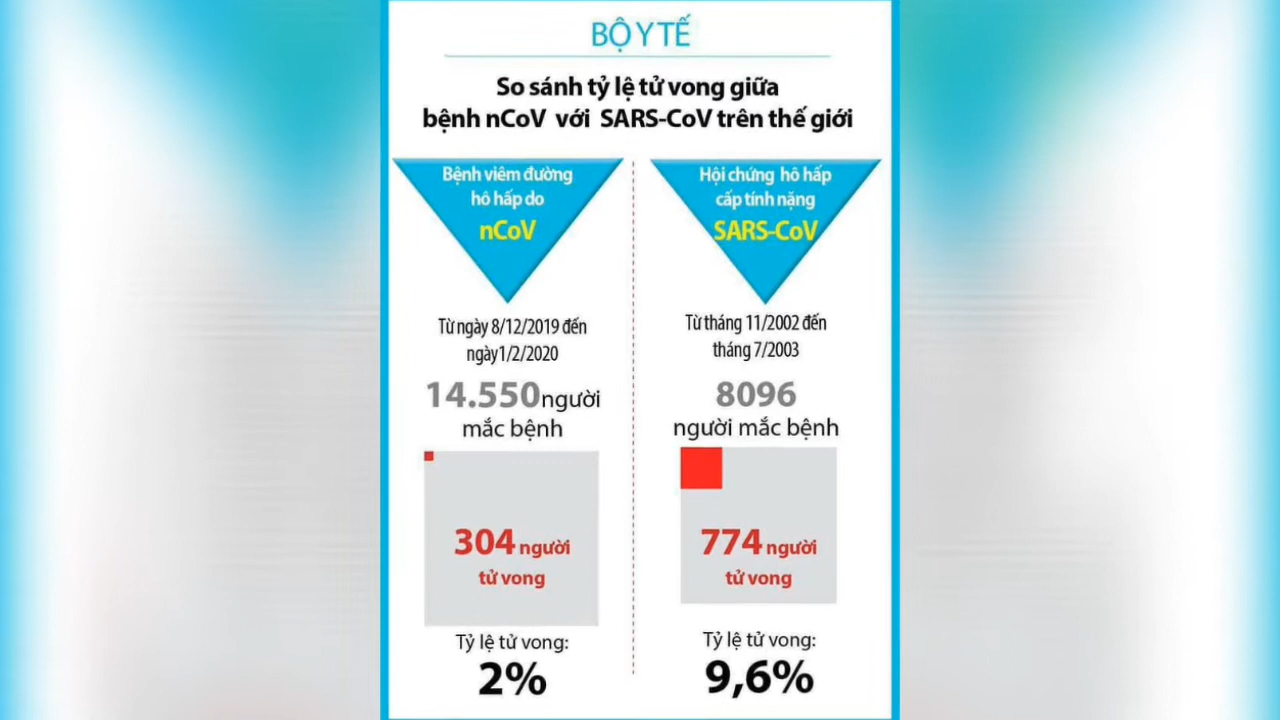 BỘ Y TẾ
So sánh tỷ lệ tử vong giữa
bệnh nCoV với SARS-CoV trên thế giới
Bệnh viêm đường
hô hấp do
nCoV
Từ ngày 8/12/2019 đến
ngày1/2/2020
14.550 người
mắc bệnh
304 người
tử vong
Tỷ lệ tử vong:
2%
Hội chứng hô hấp
cấp tính nặng
SARS-CoV
Từ tháng 11/2002 đến
tháng 7/2003
8096
người mắc bệnh
774 người
tử vong
Tỷ lệ tử vong:
9,6%